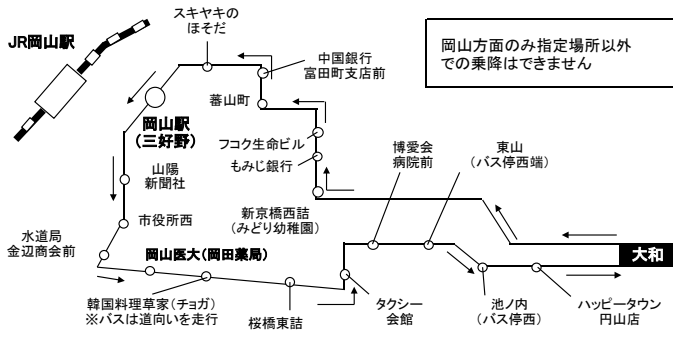 スキヤキの
ほそだ
JR岡山駅
中国銀行
富田町支店前
岡山方面のみ指定場所以外
での乗降はできません
蕃山町
岡山駅
(三好野)
フコク生命ビル
もみじ銀行
博愛会
病院前
東山
(バス停西端)
山陽
新聞社
新京橋西詰
(みどり幼稚園)
市役所西
水道局
金辺商会前
岡山医大(岡田薬局)
大和
韓国料理草家(チョガ)
※バスは道向いを走行
桜橋東詰
タクシー
会館
池ノ内
(バス停西)
ハッピータウン
円山店